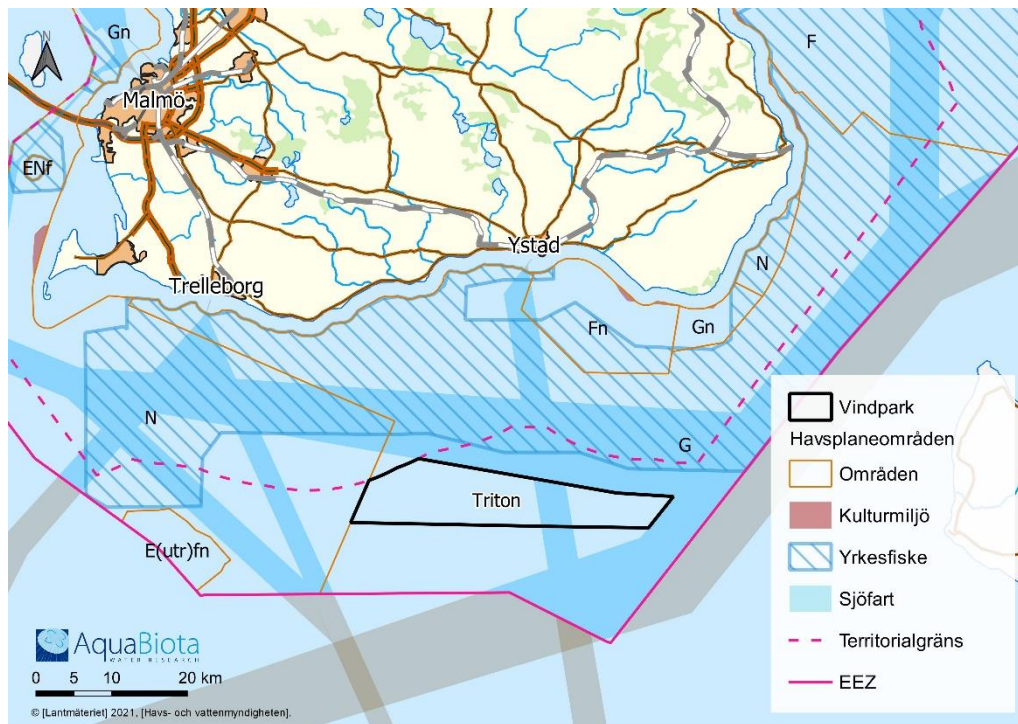 Gn
F
N
Malmö
ENf
Ystad
Trelleborg
N
Fn
Gn
N
G
Triton
E(utr)fn
Vindpark
Havsplaneområden
Områden
Kulturmiljö
Yrkesfiske
Sjöfart
Territorialgräns
EEZ
AquaBiota
WATER RESEARCH
0 5 10 20 km
© [Lantmäteriet] 2021, [Havs- och vattenmyndigheten].